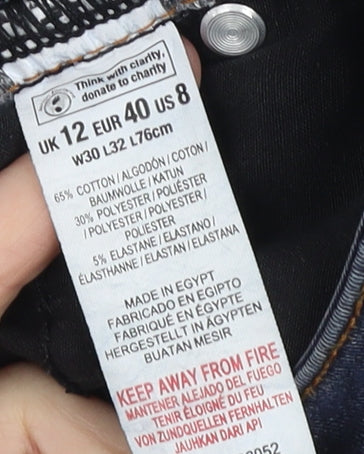 Think with clarity,
donate to charity
UK 12 EUR 40 US 8
W30 L32 L76cm
65% COTTON / ALGODÓN / COTON /
BAUMWOLLE / KATUN
30% POLYESTER / POLIÉSTER
/ POLYESTER / POLYESTER /
POLIESTER
5% ELASTANE / ELASTANO /
ÉLASTHANNE / ELASTAN / ELASTANA
MADE IN EGYPT
FABRICADO EN EGIPTO
FABRIQUÉ EN ÉGYPTE
HERGESTELLT IN ÄGYPTEN
BUATAN MESIR
KEEP AWAY FROM FIRE
MANTENER ALEJADO DEL FUEGO
TENIR ÉLOIGNÉ DU FEU
VON ZUNDQUELLEN FERNHALTEN
JAUHKAN DARI API